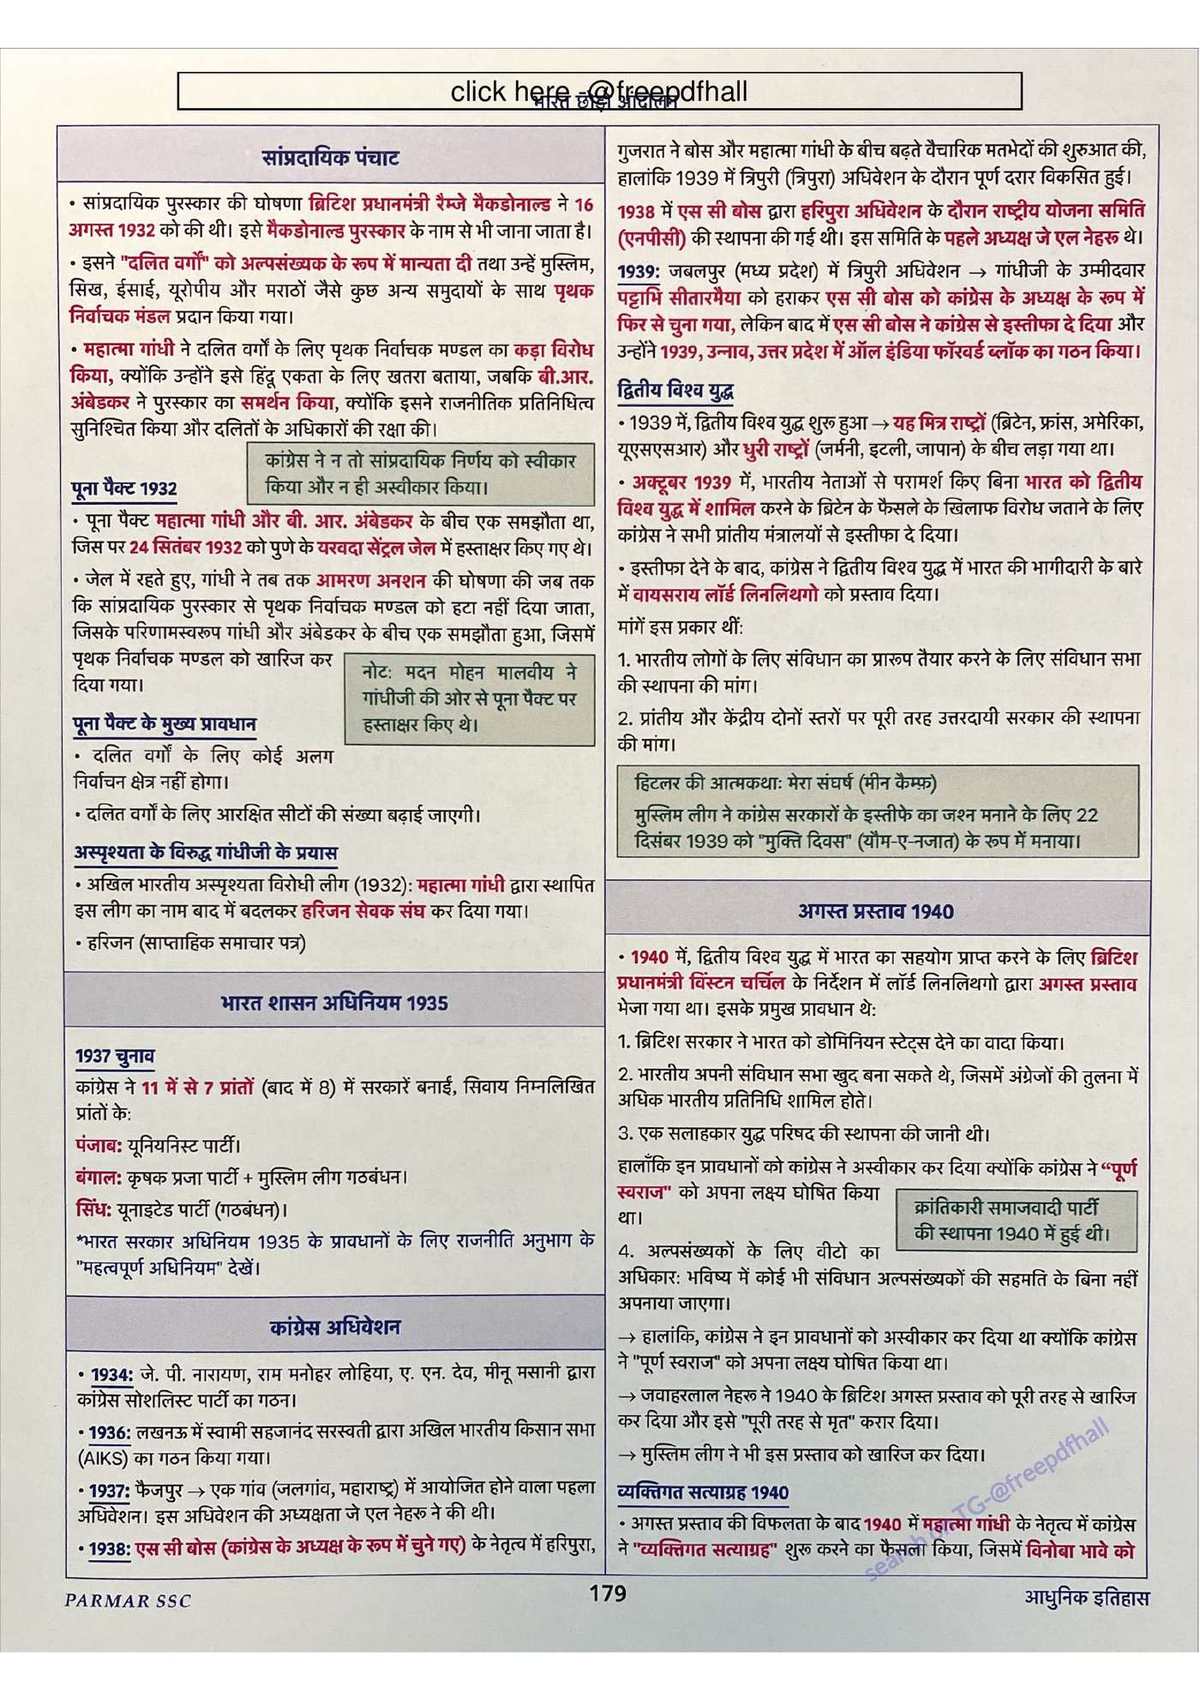 click here -@freepdfhall
भारत छोड़ो आंदोलन
सांप्रदायिक पंचाट
• सांप्रदायिक पुरस्कार की घोषणा ब्रिटिश प्रधानमंत्री रैम्जे मैकडोनाल्ड ने 16
अगस्त 1932 को की थी। इसे मैकडोनाल्ड पुरस्कार के नाम से भी जाना जाता है।
• इसने "दलित वर्गों" को अल्पसंख्यक के रूप में मान्यता दी तथा उन्हें मुस्लिम,
सिख, ईसाई, यूरोपीय और मराठों जैसे कुछ अन्य समुदायों के साथ पृथक
निर्वाचक मंडल प्रदान किया गया।
• महात्मा गांधी ने दलित वर्गों के लिए पृथक निर्वाचक मण्डल का कड़ा विरोध
किया, क्योंकि उन्होंने इसे हिंदू एकता के लिए खतरा बताया, जबकि बी.आर.
अंबेडकर ने पुरस्कार का समर्थन किया, क्योंकि इसने राजनीतिक प्रतिनिधित्व
सुनिश्चित किया और दलितों के अधिकारों की रक्षा की।
कांग्रेस ने न तो सांप्रदायिक निर्णय को स्वीकार
किया और न ही अस्वीकार किया।
पूना पैक्ट 1932
• पूना पैक्ट महात्मा गांधी और बी. आर. अंबेडकर के बीच एक समझौता था,
जिस पर 24 सितंबर 1932 को पुणे के यरवदा सेंट्रल जेल में हस्ताक्षर किए गए थे।
• जेल में रहते हुए, गांधी ने तब तक आमरण अनशन की घोषणा की जब तक
कि सांप्रदायिक पुरस्कार से पृथक निर्वाचक मण्डल को हटा नहीं दिया जाता,
जिसके परिणामस्वरूप गांधी और अंबेडकर के बीच एक समझौता हुआ, जिसमें
पृथक निर्वाचक मण्डल को खारिज कर
दिया गया।
नोट: मदन मोहन मालवीय ने
गांधीजी की ओर से पूना पैक्ट पर
हस्ताक्षर किए थे।
पूना पैक्ट के मुख्य प्रावधान
• दलित वर्गों के लिए कोई अलग
निर्वाचन क्षेत्र नहीं होगा।
• दलित वर्गों के लिए आरक्षित सीटों की संख्या बढ़ाई जाएगी।
अस्पृश्यता के विरुद्ध गांधीजी के प्रयास
• अखिल भारतीय अस्पृश्यता विरोधी लीग (1932): महात्मा गांधी द्वारा स्थापित
इस लीग का नाम बाद में बदलकर हरिजन सेवक संघ कर दिया गया।
• हरिजन (साप्ताहिक समाचार पत्र)
भारत शासन अधिनियम 1935
1937 चुनाव
कांग्रेस ने 11 में से 7 प्रांतों (बाद में 8) में सरकारें बनाईं, सिवाय निम्नलिखित
प्रांतों के:
पंजाब: यूनियनिस्ट पार्टी।
बंगाल: कृषक प्रजा पार्टी + मुस्लिम लीग गठबंधन।
सिंध: यूनाइटेड पार्टी (गठबंधन)।
*भारत सरकार अधिनियम 1935 के प्रावधानों के लिए राजनीति अनुभाग के
"महत्वपूर्ण अधिनियम" देखें।
कांग्रेस अधिवेशन
• 1934: जे. पी. नारायण, राम मनोहर लोहिया, ए. एन. देव, मीनू मसानी द्वारा
कांग्रेस सोशलिस्ट पार्टी का गठन।
• 1936: लखनऊ में स्वामी सहजानंद सरस्वती द्वारा अखिल भारतीय किसान सभा
(AIKS) का गठन किया गया।
• 1937: फैजपुर → एक गांव (जलगांव, महाराष्ट्र) में आयोजित होने वाला पहला
अधिवेशन। इस अधिवेशन की अध्यक्षता जे एल नेहरू ने की थी।
• 1938: एस सी बोस (कांग्रेस के अध्यक्ष के रूप में चुने गए) के नेतृत्व में हरिपुरा,
गुजरात ने बोस और महात्मा गांधी के बीच बढ़ते वैचारिक मतभेदों की शुरुआत की,
हालांकि 1939 में त्रिपुरी (त्रिपुरा) अधिवेशन के दौरान पूर्ण दरार विकसित हुई।
1938 में एस सी बोस द्वारा हरिपुरा अधिवेशन के दौरान राष्ट्रीय योजना समिति
(एनपीसी) की स्थापना की गई थी। इस समिति के पहले अध्यक्ष जे एल नेहरू थे।
1939: जबलपुर (मध्य प्रदेश) में त्रिपुरी अधिवेशन → गांधीजी के उम्मीदवार
पट्टाभि सीतारमैया को हराकर एस सी बोस को कांग्रेस के अध्यक्ष के रूप में
फिर से चुना गया, लेकिन बाद में एस सी बोस ने कांग्रेस से इस्तीफा दे दिया और
उन्होंने 1939, उन्नाव, उत्तर प्रदेश में ऑल इंडिया फॉरवर्ड ब्लॉक का गठन किया।
द्वितीय विश्व युद्ध
• 1939 में, द्वितीय विश्व युद्ध शुरू हुआ → यह मित्र राष्ट्रों (ब्रिटेन, फ्रांस, अमेरिका,
यूएसएसआर) और धुरी राष्ट्रों (जर्मनी, इटली, जापान) के बीच लड़ा गया था।
• अक्टूबर 1939 में, भारतीय नेताओं से परामर्श किए बिना भारत को द्वितीय
विश्व युद्ध में शामिल करने के ब्रिटेन के फैसले के खिलाफ विरोध जताने के लिए
कांग्रेस ने सभी प्रांतीय मंत्रालयों से इस्तीफा दे दिया।
• इस्तीफा देने के बाद, कांग्रेस ने द्वितीय विश्व युद्ध में भारत की भागीदारी के बारे
में वायसराय लॉर्ड लिनलिथगो को प्रस्ताव दिया।
मांगें इस प्रकार थीं:
1. भारतीय लोगों के लिए संविधान का प्रारूप तैयार करने के लिए संविधान सभा
की स्थापना की मांग।
2. प्रांतीय और केंद्रीय दोनों स्तरों पर पूरी तरह उत्तरदायी सरकार की स्थापना
की मांग।
हिटलर की आत्मकथा: मेरा संघर्ष (मीन कैम्फ़)
मुस्लिम लीग ने कांग्रेस सरकारों के इस्तीफे का जश्न मनाने के लिए 22
दिसंबर 1939 को "मुक्ति दिवस" (यौम-ए-नजात) के रूप में मनाया।
अगस्त प्रस्ताव 1940
• 1940 में, द्वितीय विश्व युद्ध में भारत का सहयोग प्राप्त करने के लिए ब्रिटिश
प्रधानमंत्री विंस्टन चर्चिल के निर्देशन में लॉर्ड लिनलिथगो द्वारा अगस्त प्रस्ताव
भेजा गया था। इसके प्रमुख प्रावधान थे:
1. ब्रिटिश सरकार ने भारत को डोमिनियन स्टेट्स देने का वादा किया।
2. भारतीय अपनी संविधान सभा खुद बना सकते थे, जिसमें अंग्रेजों की तुलना में
अधिक भारतीय प्रतिनिधि शामिल होते।
3. एक सलाहकार युद्ध परिषद की स्थापना की जानी थी।
हालाँकि इन प्रावधानों को कांग्रेस ने अस्वीकार कर दिया क्योंकि कांग्रेस ने “पूर्ण
स्वराज" को अपना लक्ष्य घोषित किया
था।
क्रांतिकारी समाजवादी पार्टी
की स्थापना 1940 में हुई थी।
4. अल्पसंख्यकों के लिए वीटो का
अधिकार: भविष्य में कोई भी संविधान अल्पसंख्यकों की सहमति के बिना नहीं
अपनाया जाएगा।
→ हालांकि, कांग्रेस ने इन प्रावधानों को अस्वीकार कर दिया था क्योंकि कांग्रेस
ने "पूर्ण स्वराज" को अपना लक्ष्य घोषित किया था।
→ जवाहरलाल नेहरू ने 1940 के ब्रिटिश अगस्त प्रस्ताव को पूरी तरह से खारिज
कर दिया और इसे "पूरी तरह से मृत" करार दिया।
→ मुस्लिम लीग ने भी इस प्रस्ताव को खारिज कर दिया।
व्यक्तिगत सत्याग्रह 1940
• अगस्त प्रस्ताव की विफलता के बाद 1940 में महात्मा गांधी के नेतृत्व में कांग्रेस
ने "व्यक्तिगत सत्याग्रह" शुरू करने का फैसला किया, जिसमें विनोबा भावे को
search TG-@freepdfhall
PARMAR SSC
179
आधुनिक इतिहास